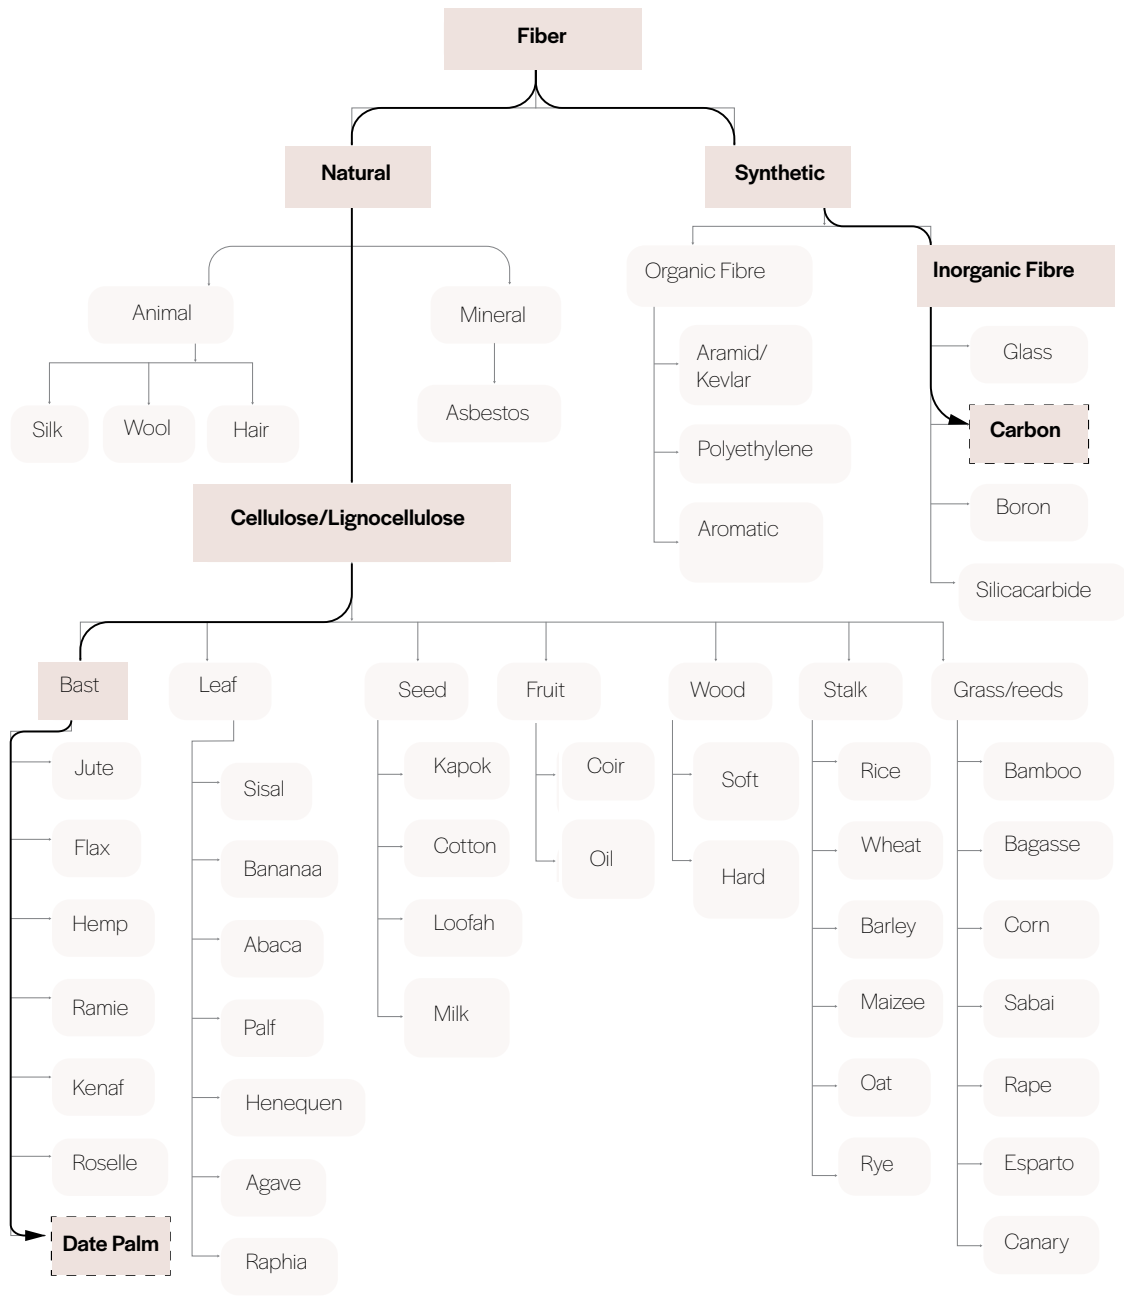 Fiber
Natural
Synthetic
Organic Fibre
Inorganic Fibre
Animal
Mineral
Aramid/
Kevlar
Glass
Silk
Wool
Hair
Asbestos
Polyethylene
Carbon
Cellulose/Lignocellulose
Aromatic
Boron
Silicacarbide
Bast
Leaf
Seed
Fruit
Wood
Stalk
Grass/reeds
Jute
Flax
Hemp
Ramie
Kenaf
Roselle
Date Palm
Sisal
Bananaa
Abaca
Palf
Henequen
Agave
Raphia
Kapok
Cotton
Loofah
Milk
Coir
Oil
Soft
Hard
Rice
Wheat
Barley
Maizee
Oat
Rye
Bamboo
Bagasse
Corn
Sabai
Rape
Esparto
Canary